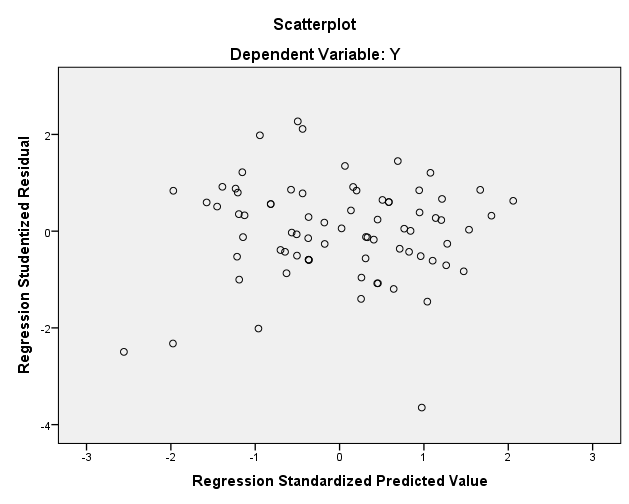 Scatterplot
Dependent Variable: Y
Regression Studentized Residual
2
0
-2
-4
-3
-2
-1
0
1
2
3
Regression Standardized Predicted Value